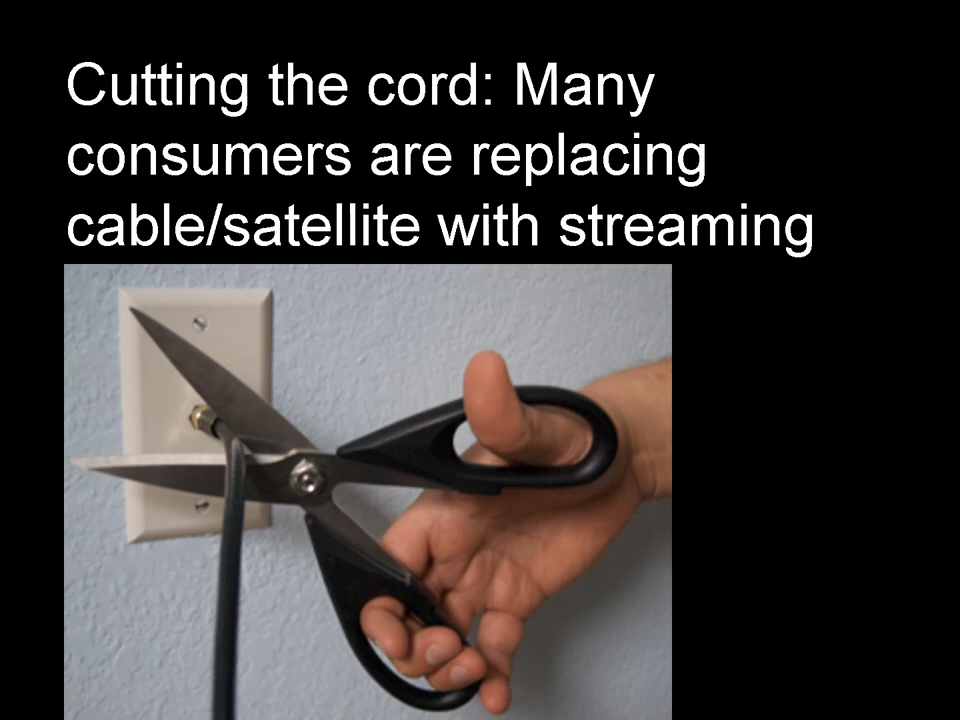 Cutting the cord: Many
consumers are replacing
cable/satellite with streaming